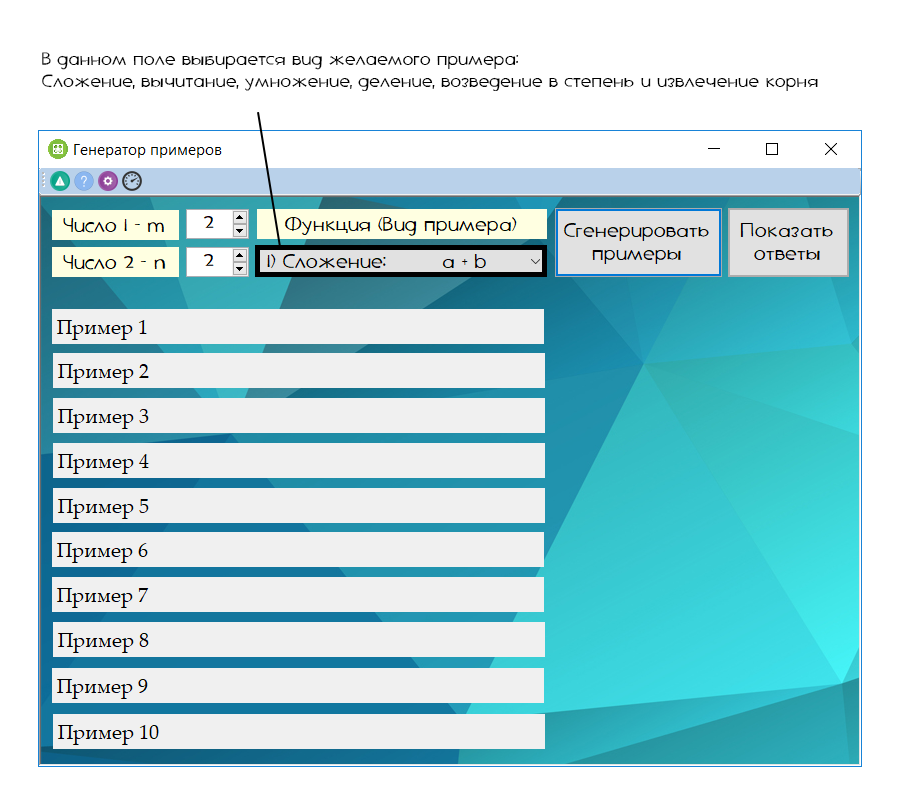 В данном поле выбирается вид желаемого примера:
Сложение, вычитание, умножение, деление, возведение в степень и извлечение корня
Генератор примеров
?
Число 1 - m
2
Функция (Вид примера)
Сгенерировать
примеры
Показать
ответы
Число 2 - n
2
1) Сложение: a + b
Пример 1
Пример 2
Пример 3
Пример 4
Пример 5
Пример 6
Пример 7
Пример 8
Пример 9
Пример 10